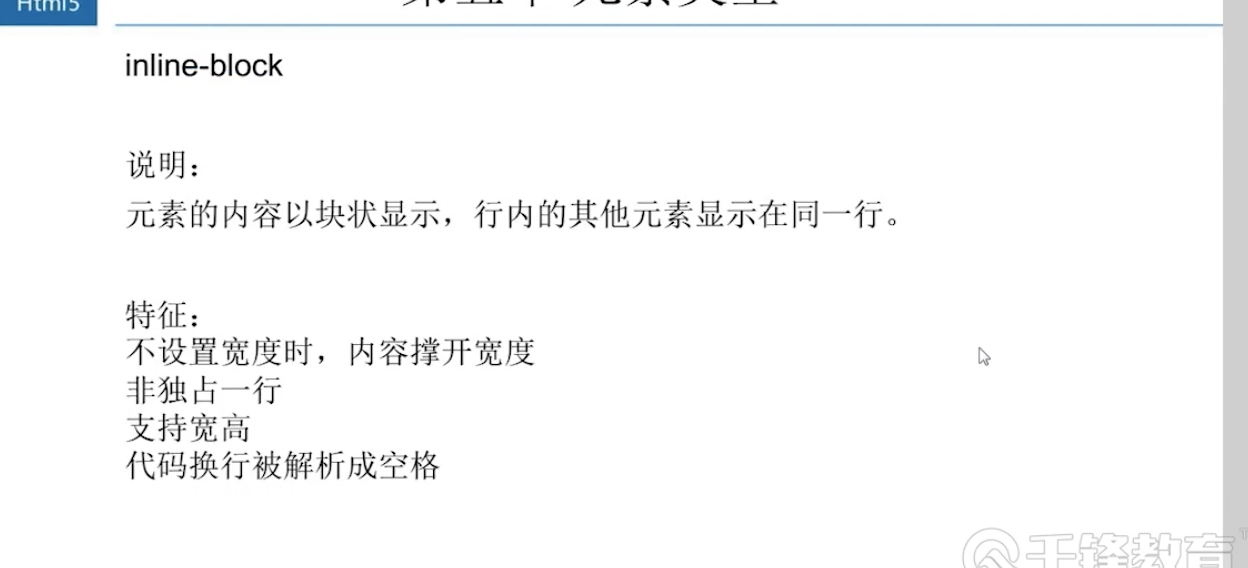 Html5
inline-block
说明：
元素的内容以块状显示，行内的其他元素显示在同一行。
特征：
不设置宽度时，内容撑开宽度
非独占一行
支持宽高
代码换行被解析成空格
千锋教育